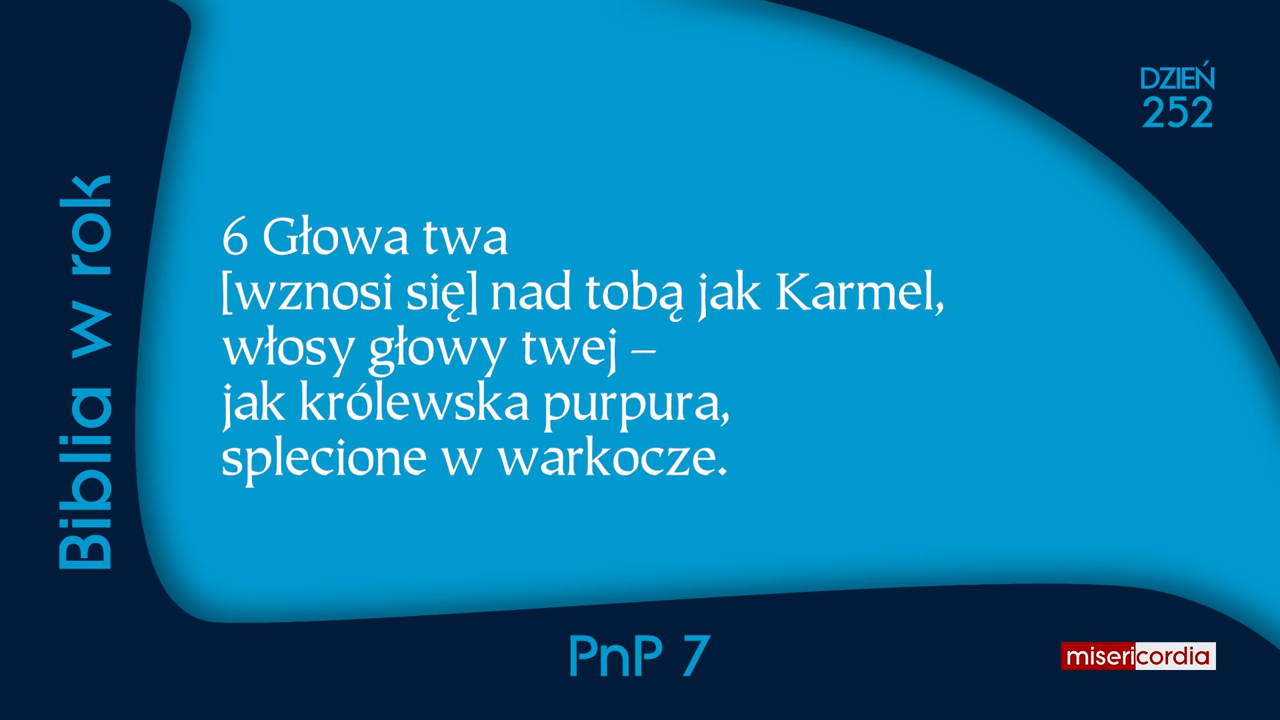 DZIEŃ
252
Biblia w rok
6 Głowa twa
[wznosi się] nad tobą jak Karmel,
włosy głowy twej –
jak królewska purpura,
splecione w warkocze.
PnP 7
misericordia